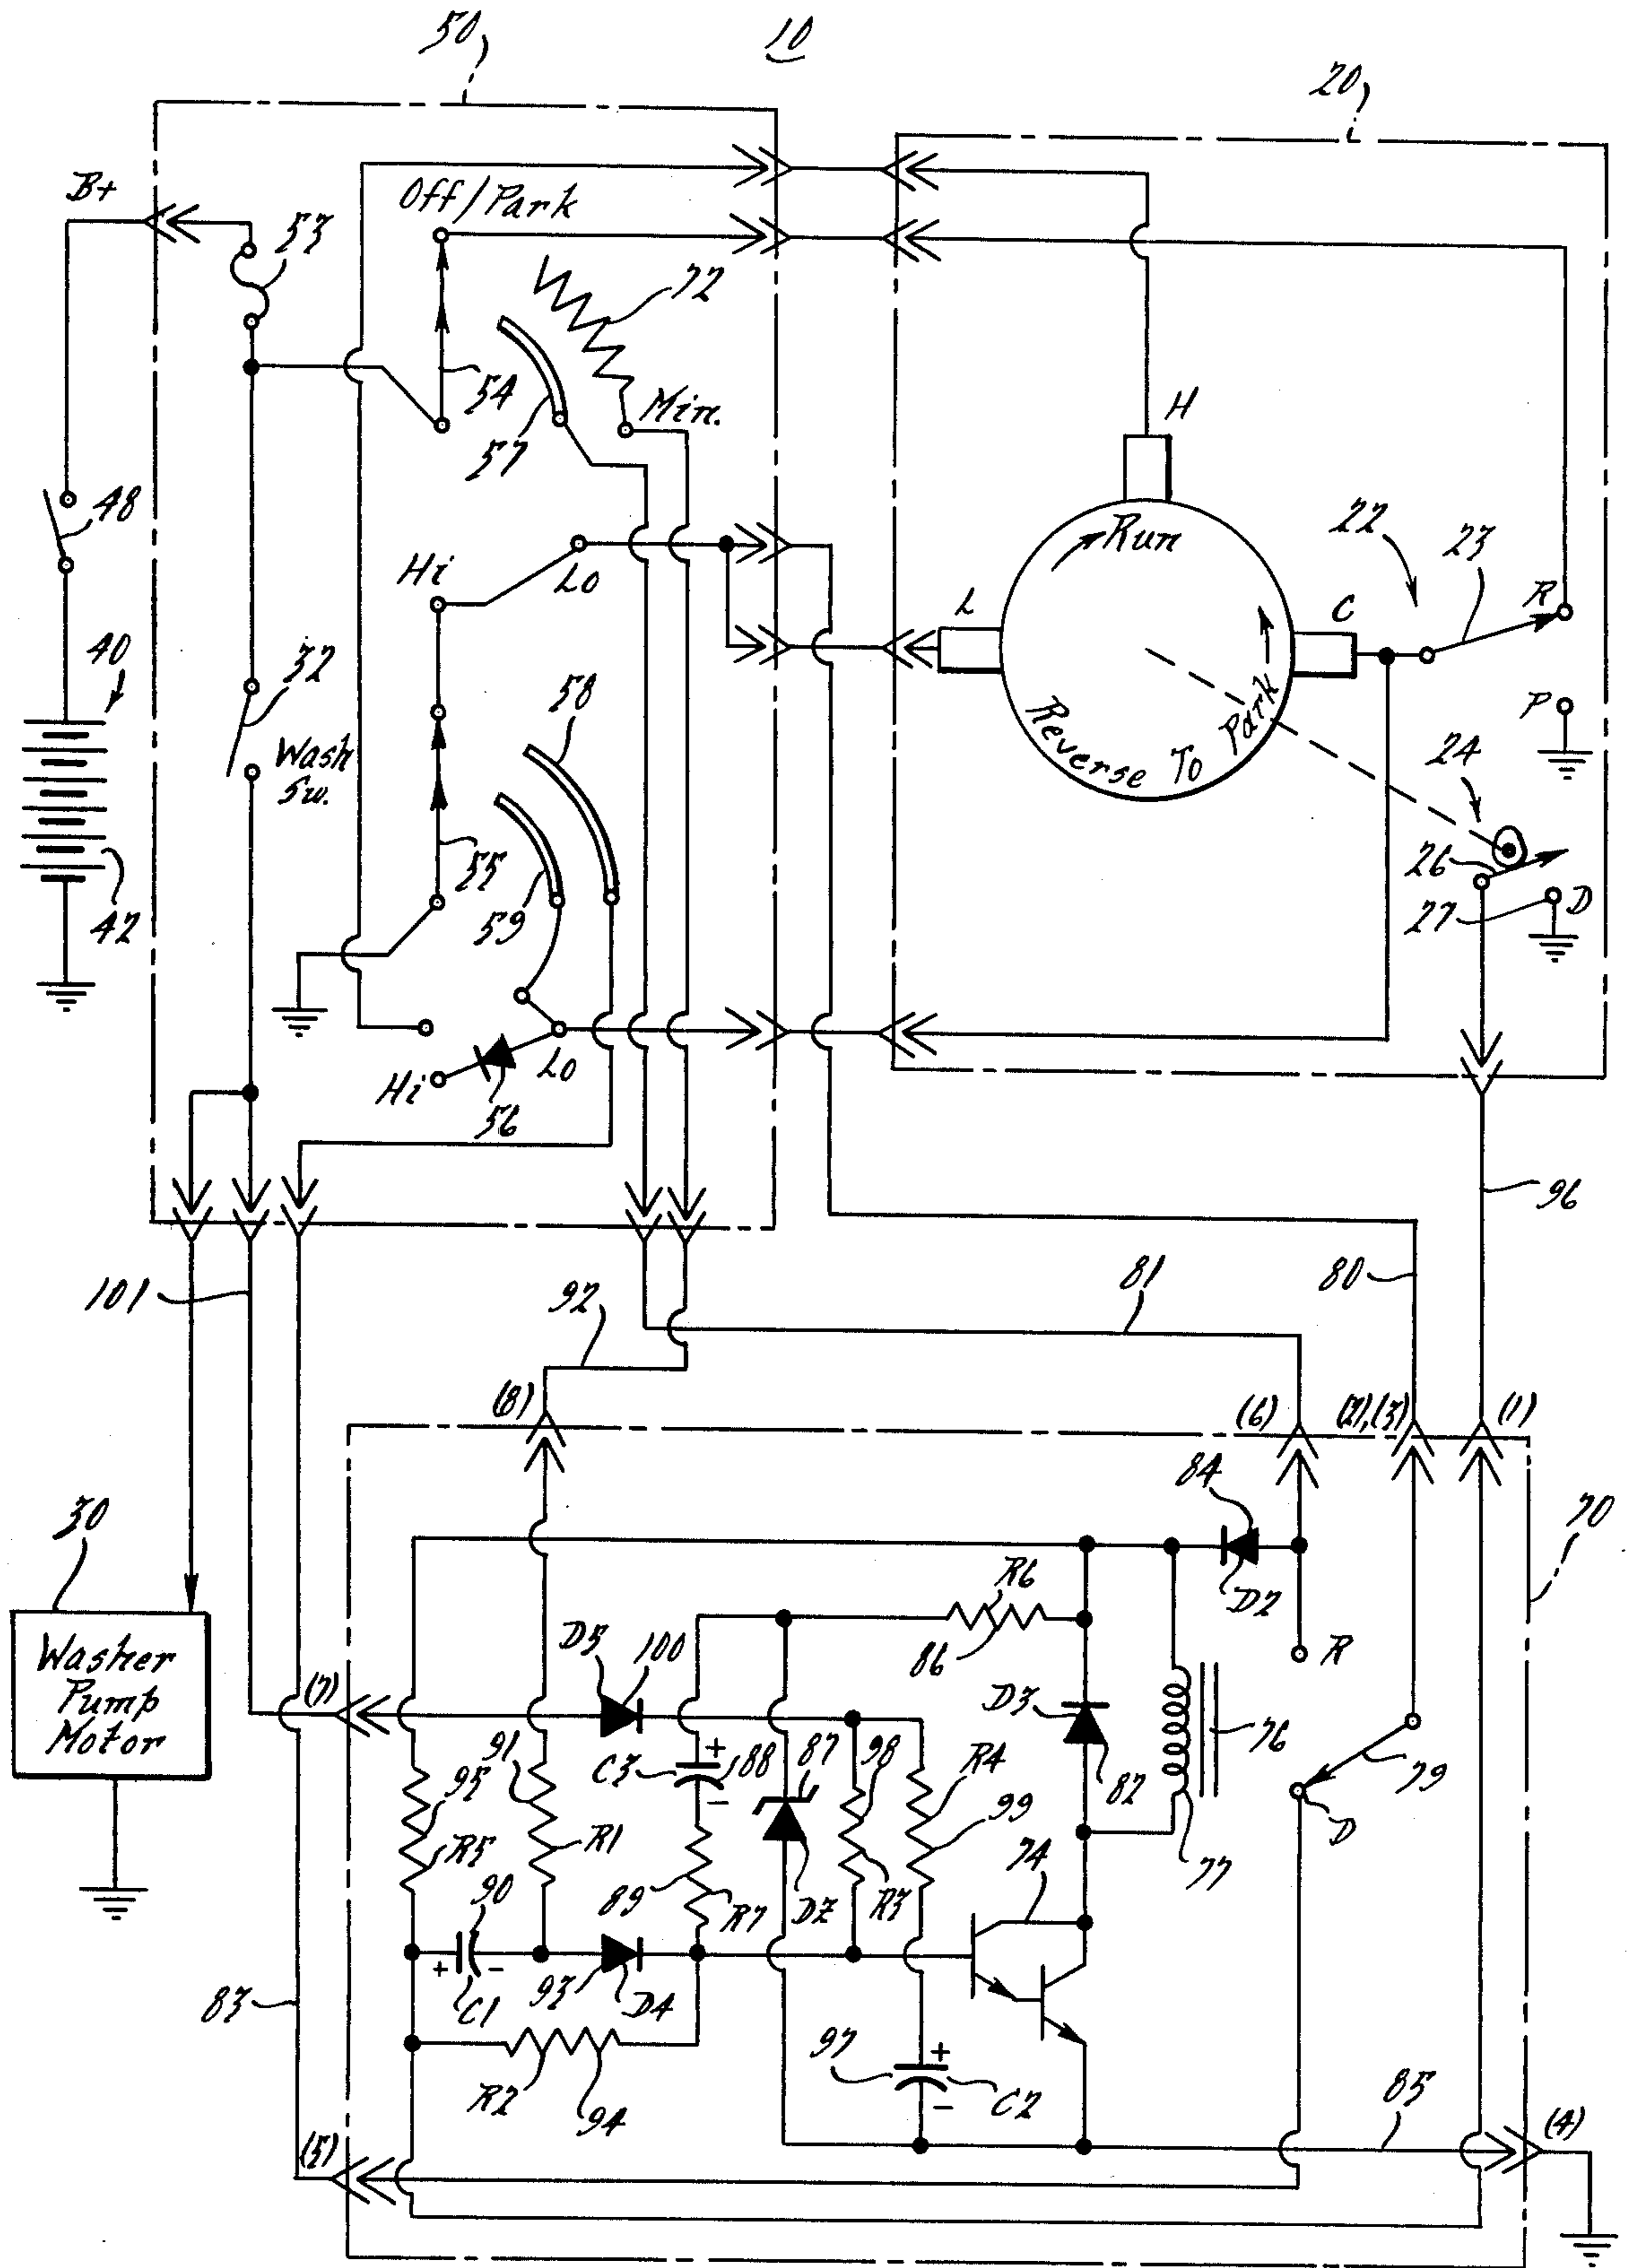 50
10
20
B+
53
Off/Park
72
54
57
Min.
H
48
Run
22
23
R
Hi
Lo
L
C
40
52
58
P
Reverse To Park
24
Wash
Sw.
55
26
59
27
D
42
Hi
Lo
56
96
101
92
81
80
(8)
(6)
(2),(3)
(1)
84
70
30
R6
D2
Washer
Pump
Motor
D5
100
86
R
(7)
D3
76
91
C3
+
88
87
98
R4
79
95
-
99
82
D
R5
R1
74
77
90
89
R7
DZ
R3
+
-
83
C1
93
D4
97
+
R2
94
-
C2
85
(4)
(5)